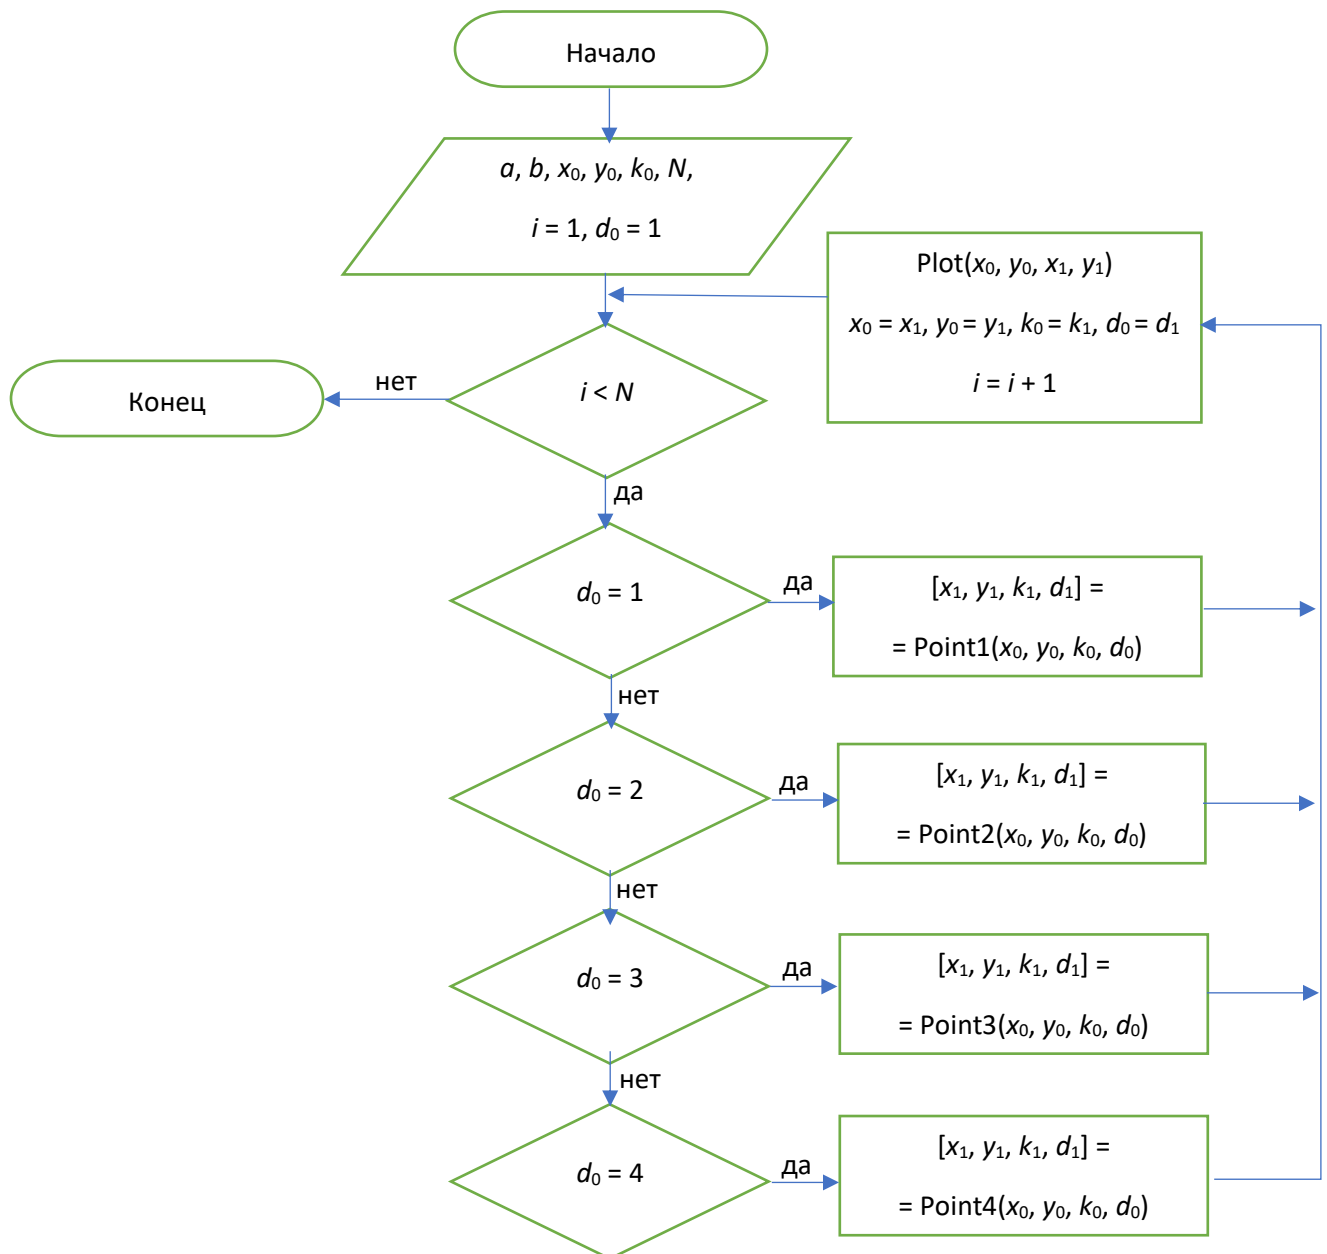 Начало
a, b, x₀, y₀, k₀, N,
i = 1, d₀ = 1
Plot(x₀, y₀, x₁, y₁)
x₀ = x₁, y₀ = y₁, k₀ = k₁, d₀ = d₁
i = i + 1
i < N
нет
Конец
да
d₀ = 1
да
[x₁, y₁, k₁, d₁] =
= Point1(x₀, y₀, k₀, d₀)
нет
d₀ = 2
да
[x₁, y₁, k₁, d₁] =
= Point2(x₀, y₀, k₀, d₀)
нет
d₀ = 3
да
[x₁, y₁, k₁, d₁] =
= Point3(x₀, y₀, k₀, d₀)
нет
d₀ = 4
да
[x₁, y₁, k₁, d₁] =
= Point4(x₀, y₀, k₀, d₀)